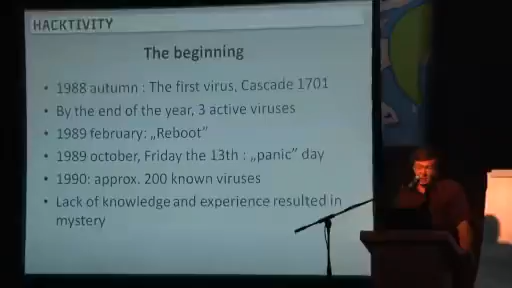 HACKTIVITY
The beginning
• 1988 autumn : The first virus, Cascade 1701
• By the end of the year, 3 active viruses
• 1989 february: „Reboot”
• 1989 october, Friday the 13th : „panic” day
• 1990: approx. 200 known viruses
• Lack of knowledge and experience resulted in
mystery